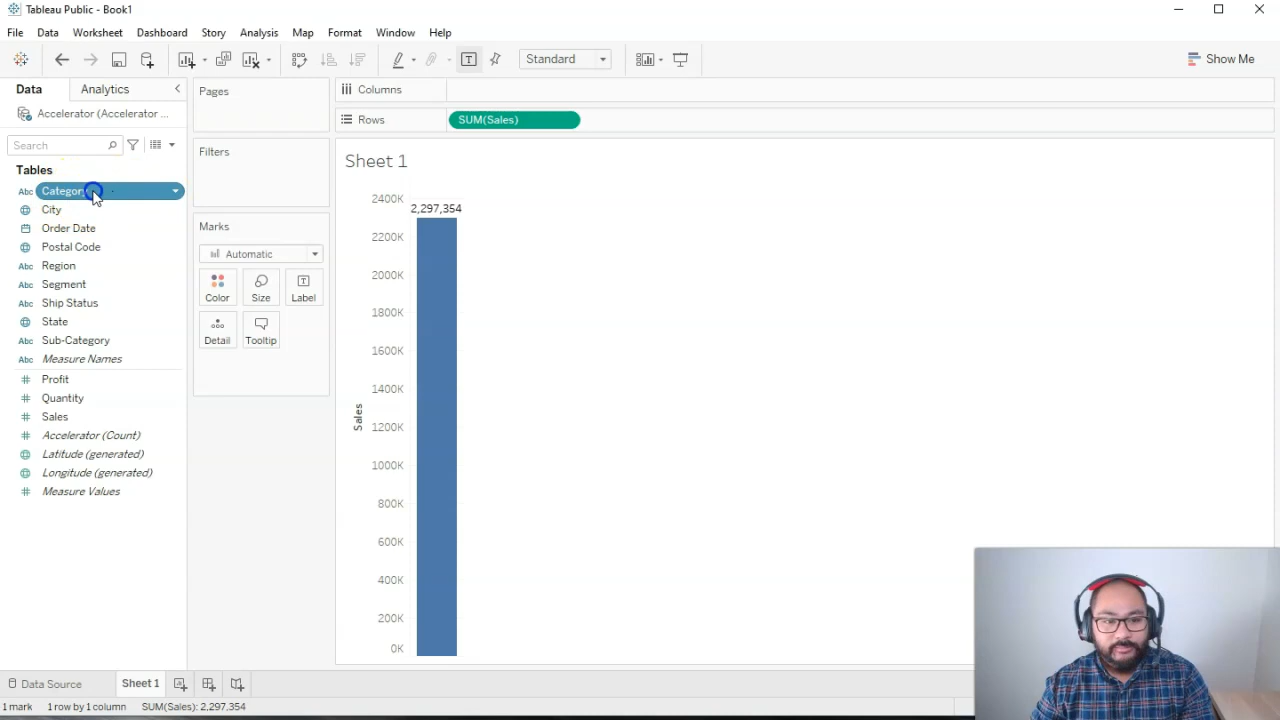 Tableau Public - Book1
File Data Worksheet Dashboard Story Analysis Map Format Window Help
Standard
Show Me
Data Analytics
Accelerator (Accelerator ...
Search
Tables
Abc Category
City
Order Date
Postal Code
Abc Region
Abc Segment
Abc Ship Status
State
Abc Sub-Category
Abc Measure Names
Profit
Quantity
Sales
Accelerator (Count)
Latitude (generated)
Longitude (generated)
Measure Values
Pages
Filters
Marks
Automatic
Color Size Label
Detail Tooltip
Columns
Rows SUM(Sales)
Sheet 1
2,297,354
Sales
2400K
2200K
2000K
1800K
1600K
1400K
1200K
1000K
800K
600K
400K
200K
0K
Data Source Sheet 1
1 mark 1 row by 1 column SUM(Sales): 2,297,354